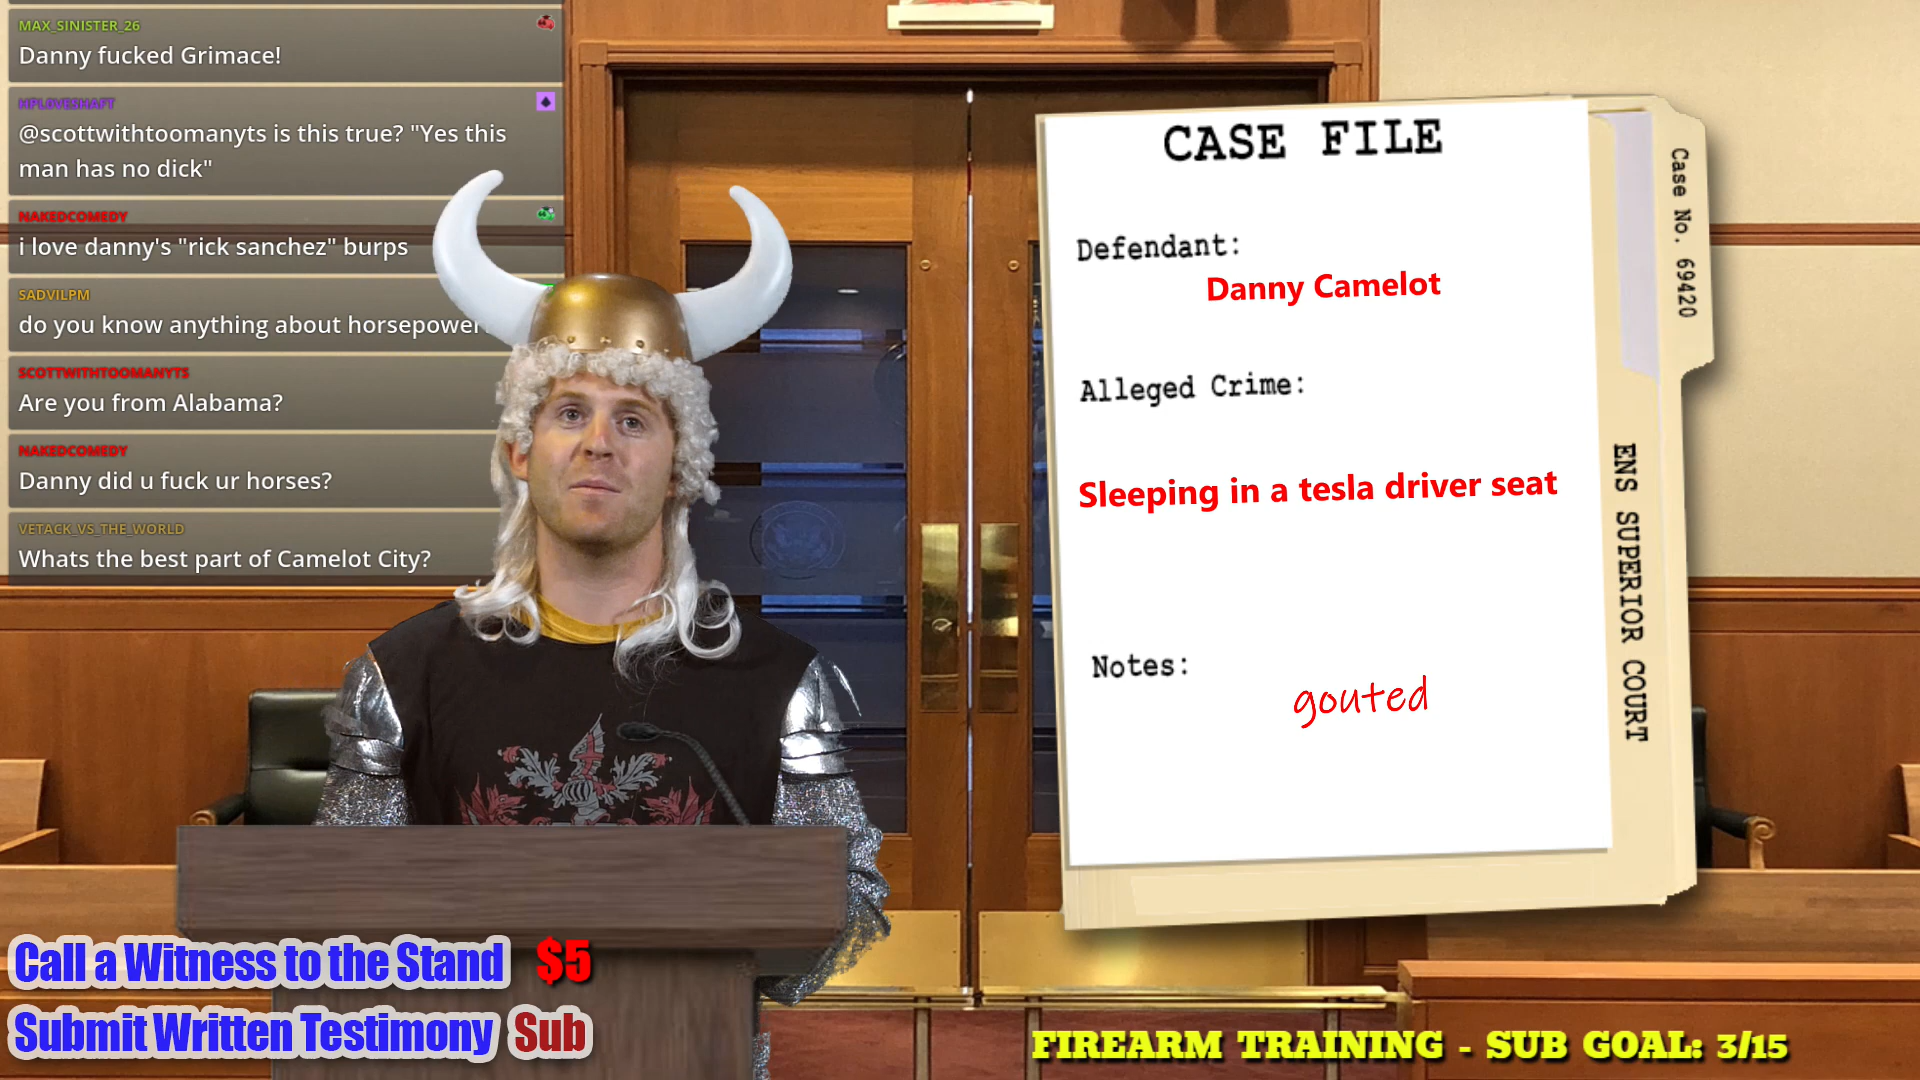 MAX_SINISTER_26
Danny fucked Grimace!
HPL0VESHAFT
@scottwithtoomanyts is this true? "Yes this
man has no dick"
NAKEDCOMEDY
i love danny's "rick sanchez" burps
SADVILPM
do you know anything about horsepower
SCOTTWITHTOOMANYTS
Are you from Alabama?
NAKEDCOMEDY
Danny did u fuck ur horses?
VETACK_VS_THE_WORLD
Whats the best part of Camelot City?
CASE FILE
Defendant:
Danny Camelot
Alleged Crime:
Sleeping in a tesla driver seat
Notes:
gouted
Case No. 69420
ENS SUPERIOR COURT
Call a Witness to the Stand $5
Submit Written Testimony Sub
FIREARM TRAINING - SUB GOAL: 3/15